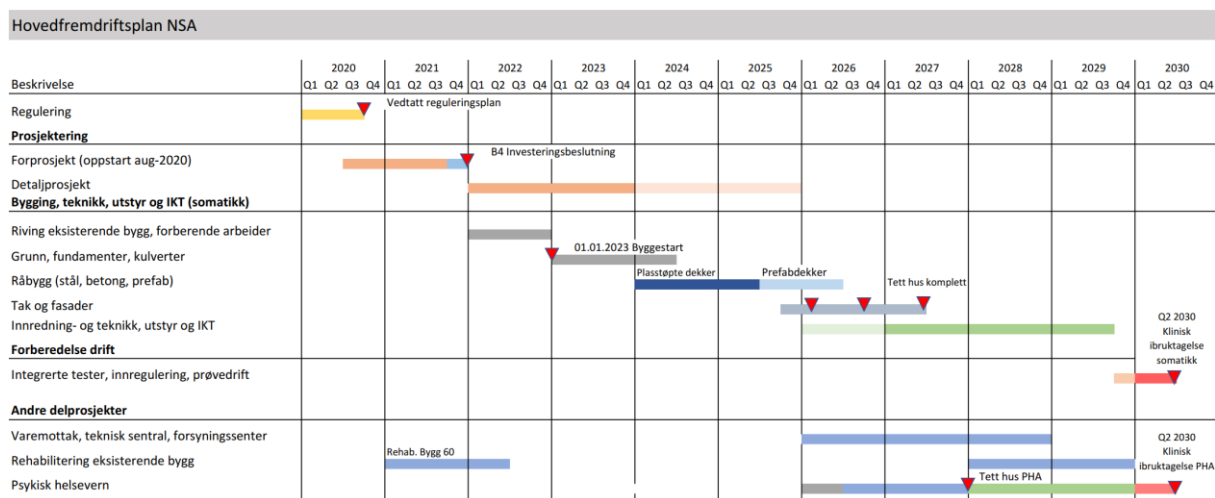 Hovedfremdriftsplan NSA
2020 2021 2022 2023 2024 2025 2026 2027 2028 2029 2030
Beskrivelse Q1 Q2 Q3 Q4 Q1 Q2 Q3 Q4 Q1 Q2 Q3 Q4 Q1 Q2 Q3 Q4 Q1 Q2 Q3 Q4 Q1 Q2 Q3 Q4 Q1 Q2 Q3 Q4 Q1 Q2 Q3 Q4 Q1 Q2 Q3 Q4 Q1 Q2 Q3 Q4 Q1 Q2 Q3 Q4
Regulering Vedtatt reguleringsplan
Prosjektering
Forprosjekt (oppstart aug-2020) B4 Investeringsbeslutning
Detaljprosjekt
Bygging, teknikk, utstyr og IKT (somatikk)
Riving eksisterende bygg, forberende arbeider
Grunn, fundamenter, kulverter 01.01.2023 Byggestart
Råbygg (stål, betong, prefab) Plasstøpte dekker Prefabdekker
Tak og fasader Tett hus komplett
Innredning- og teknikk, utstyr og IKT
Forberedelse drift
Q2 2030
Klinisk
ibruktagelse
somatikk
Integrerte tester, innregulering, prøvedrift
Andre delprosjekter
Varemottak, teknisk sentral, forsyningssenter
Rehabilitering eksisterende bygg Rehab. Bygg 60
Q2 2030
Klinisk
ibruktagelse PHA
Psykisk helsevern Tett hus PHA